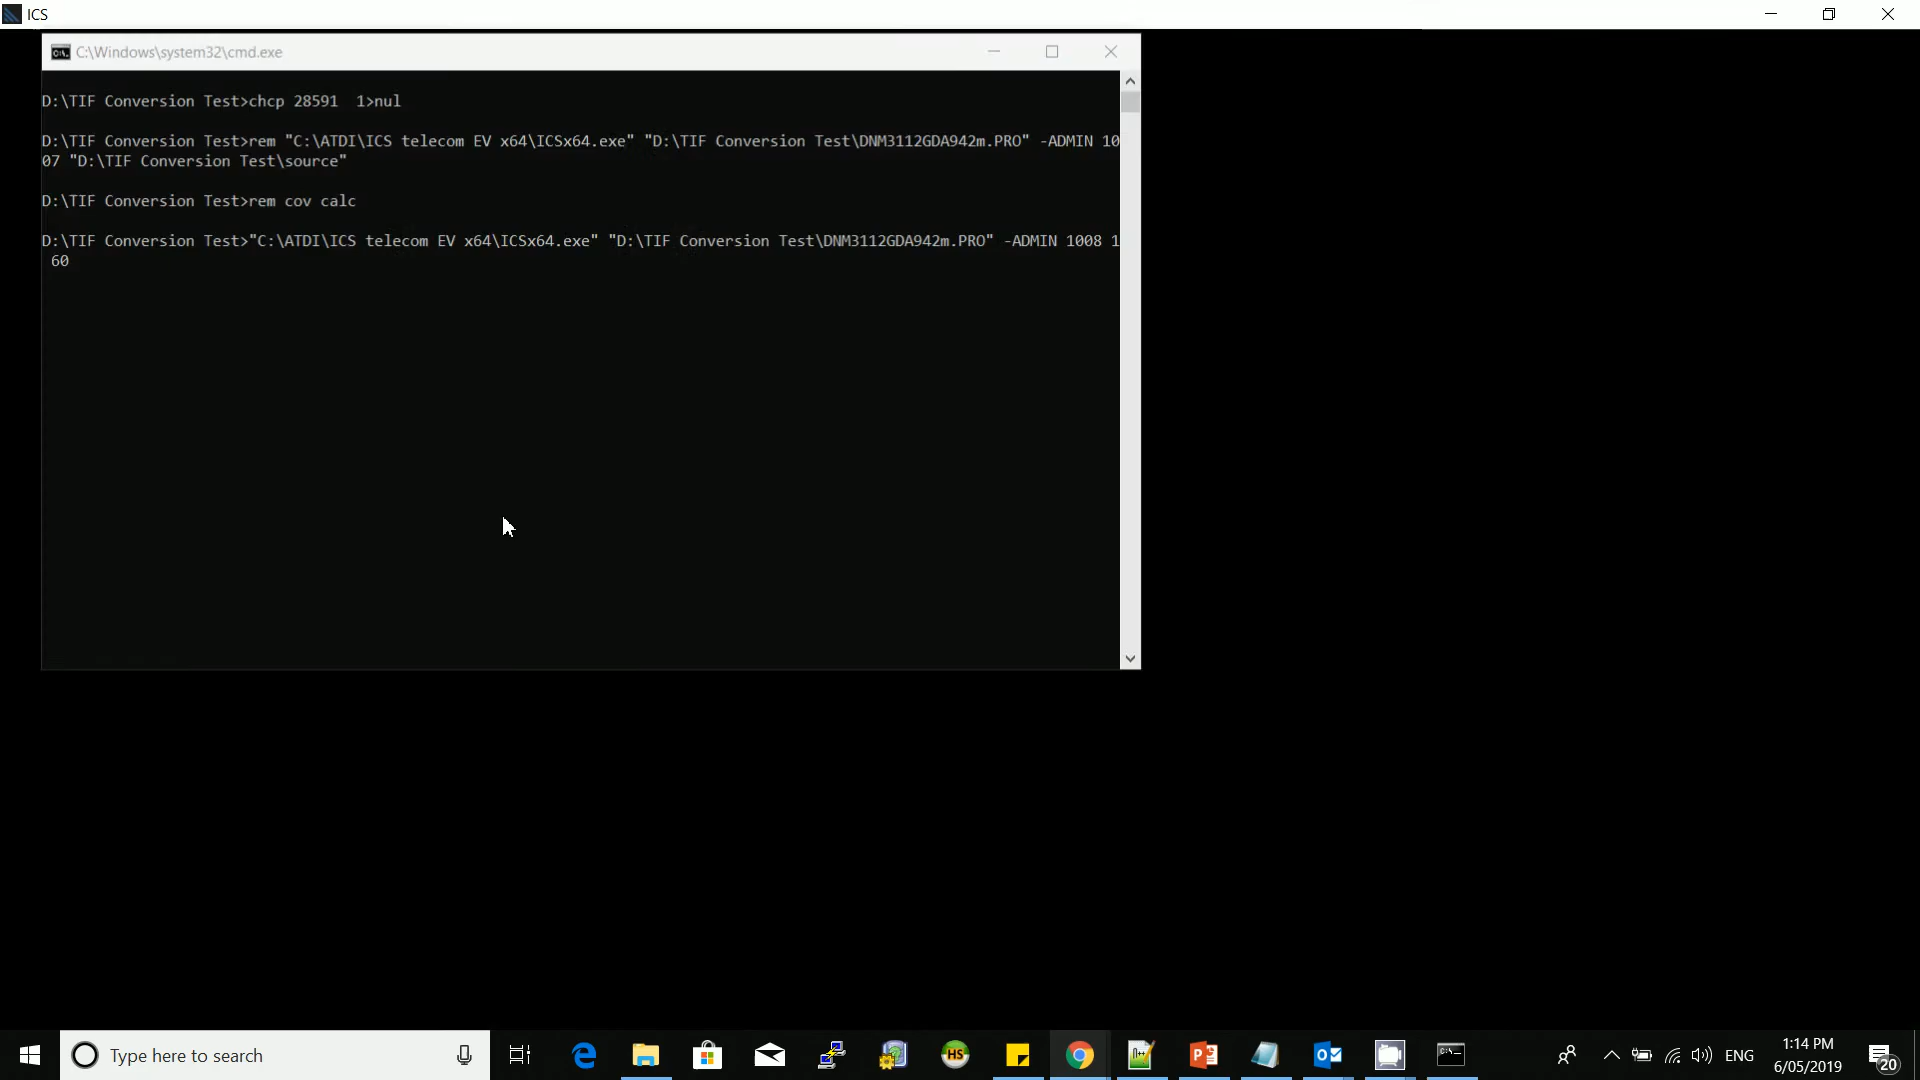 ICS
C:\Windows\system32\cmd.exe
D:\TIF Conversion Test>chcp 28591  1>nul
D:\TIF Conversion Test>rem "C:\ATDI\ICS telecom EV x64\ICSx64.exe" "D:\TIF Conversion Test\DNM3112GDA942m.PRO" -ADMIN 10
07 "D:\TIF Conversion Test\source"
D:\TIF Conversion Test>rem cov calc
D:\TIF Conversion Test>"C:\ATDI\ICS telecom EV x64\ICSx64.exe" "D:\TIF Conversion Test\DNM3112GDA942m.PRO" -ADMIN 1008 1
60
Type here to search
HS
ENG
1:14 PM
6/05/2019
20